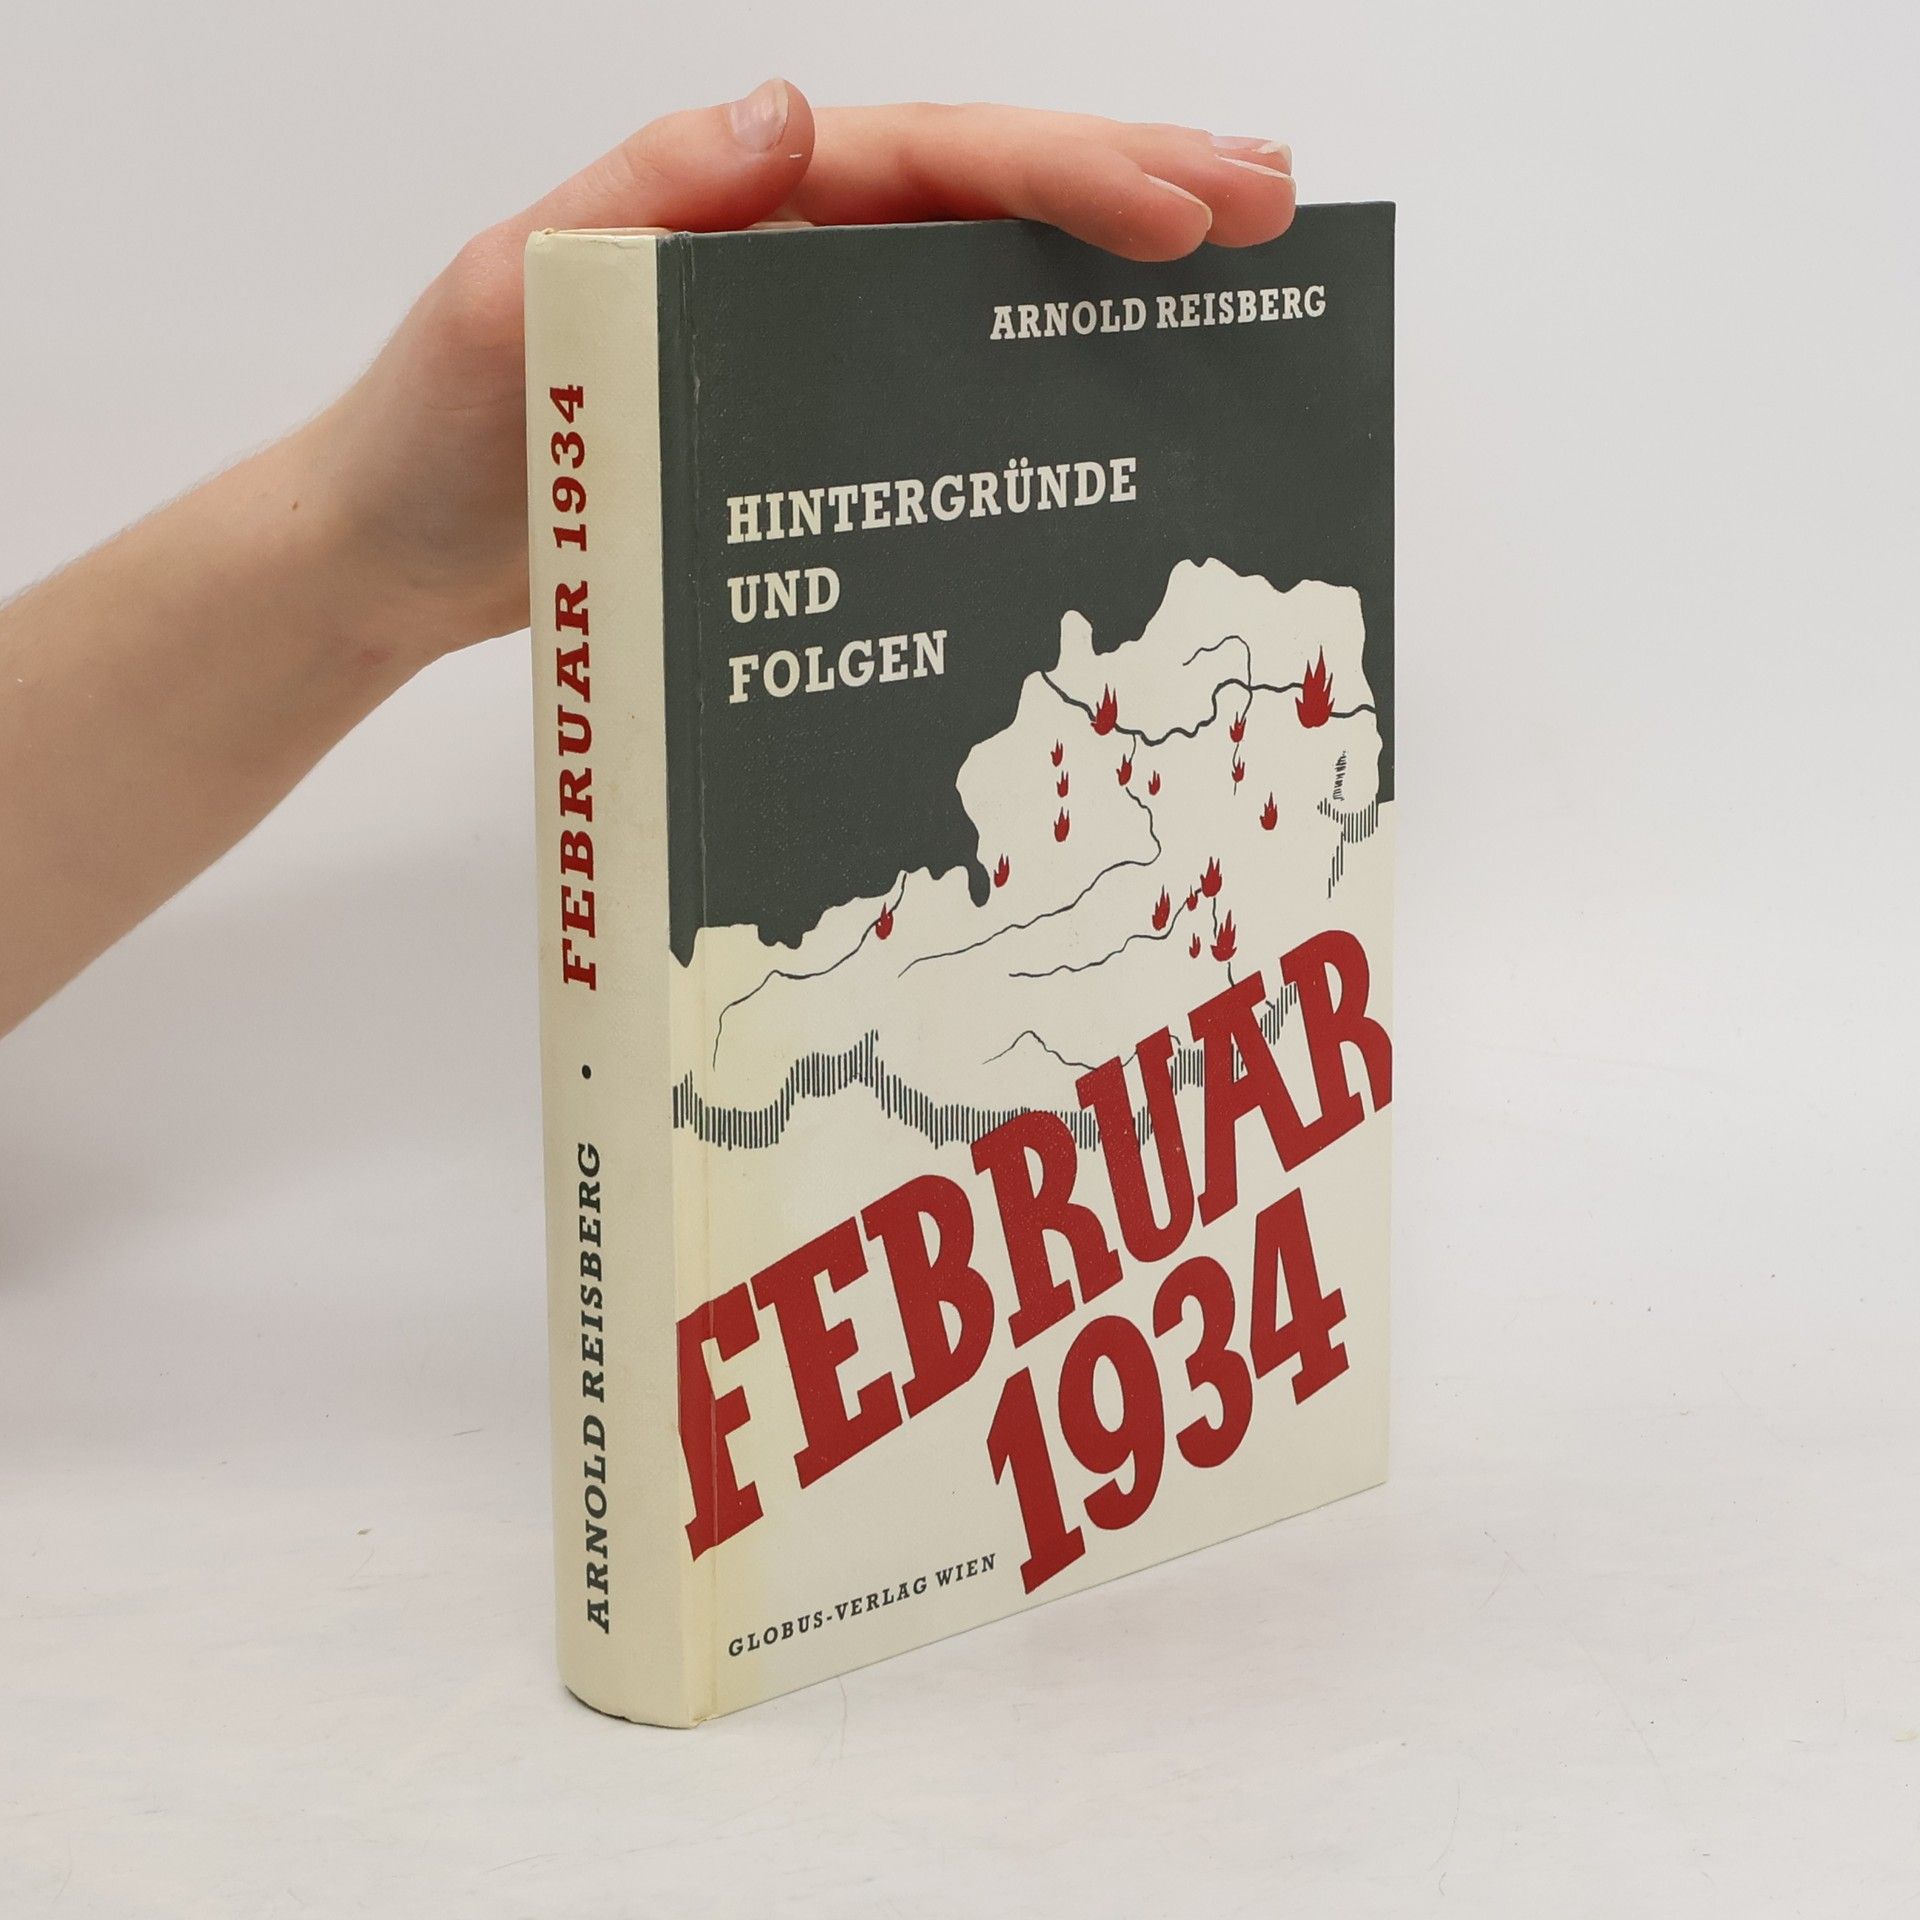 ARNOLD REISBERG • FEBRUAR 1934
ARNOLD REISBERG
HINTERGRÜNDE
UND
FOLGEN
FEBRUAR
1934
GLOBUS-VERLAG WIEN